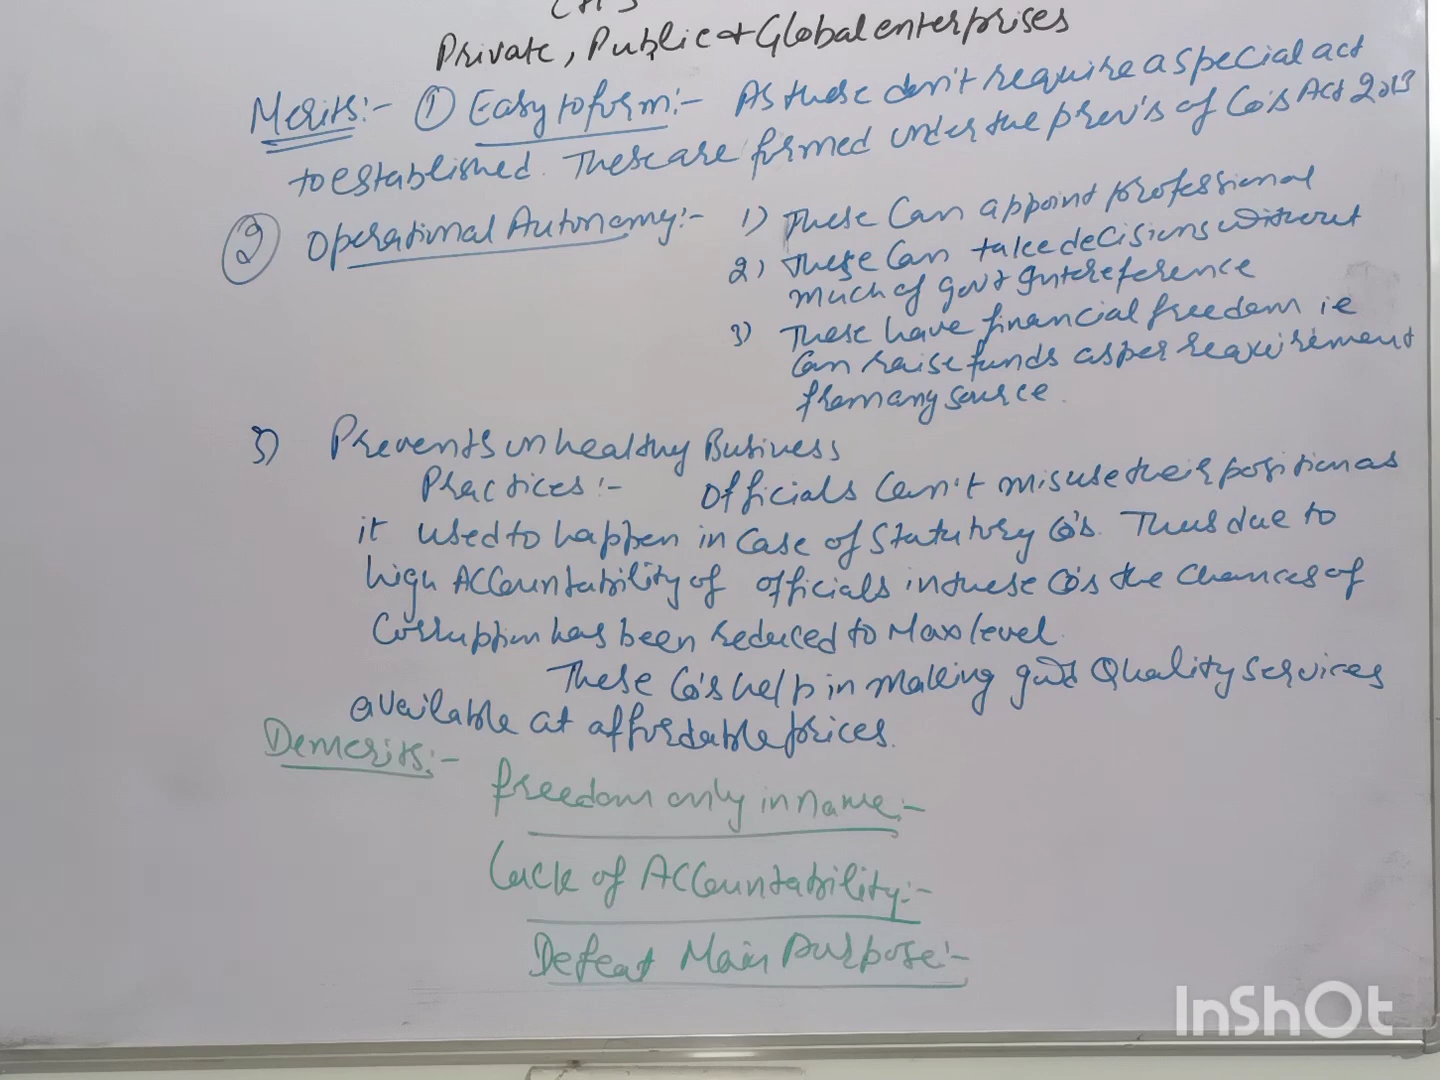 CH 3
Private, Public & Global enterprises
Merits:- ① Easy to form:- As these don't require a special act
to established. These are formed under the prov's of Co's Act 2013
② Operational Autonomy:- 1) These Can appoint professional
2) These Can take decisions without
much of govt Intereference
3) These have financial freedom ie
Can raise funds as per requirement
from any source.
3) Prevents unhealthy Business
Practices:- Officials Can't misuse their position as
it used to happen in Case of Statutory Co's. Thus due to
high Accountability of officials in these Co's the Chances of
Corruption has been reduced to Max level.
These Co's help in making good Quality services
available at affordable prices.
Demerits:-
freedom only in name:-
Lack of Accountability:-
Defeat Main Purpose:-
InShOt